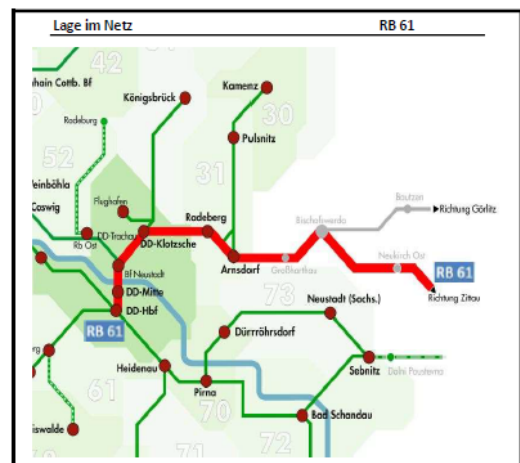 Lage im Netz RB 61
42
hain Cottb. Bf
Königsbrück
Kamenz
30
Radeburg
Pulsnitz
52
31
Weinböhla
Coswig
Flughafen
Radeberg
Bautzen
Richtung Görlitz
DD-Trachau
DD-Klotzsche
Bischofswerda
Rb Ost
Arnsdorf
Großharthau
Neukirch Ost
RB 61
Bf Neustadt
73
DD-Mitte
Neustadt (Sachs.)
Richtung Zittau
DD-Hbf
RB 61
Dürrröhrsdorf
Heidenau
Sebnitz
Dolni Poustevna
61
Pirna
70
Bad Schandau
71
72